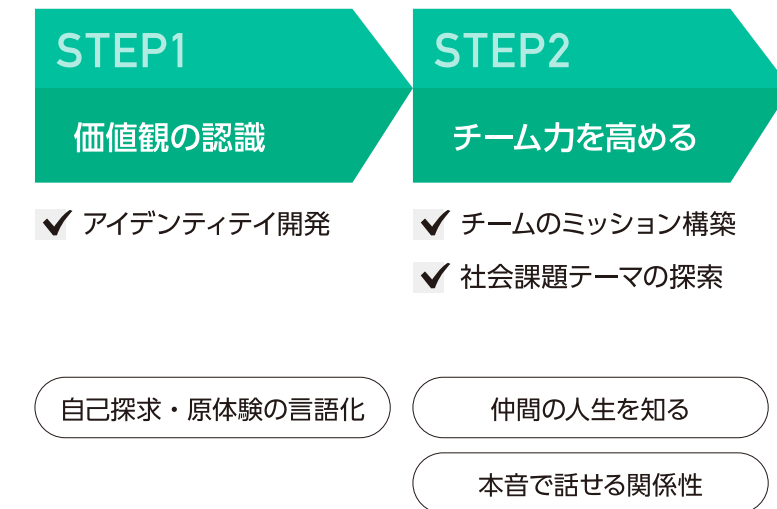 STEP1
価値観の認識
アイデンティテイ開発
自己探求・原体験の言語化
STEP2
チーム力を高める
チームのミッション構築
社会課題テーマの探索
仲間の人生を知る
本音で話せる関係性